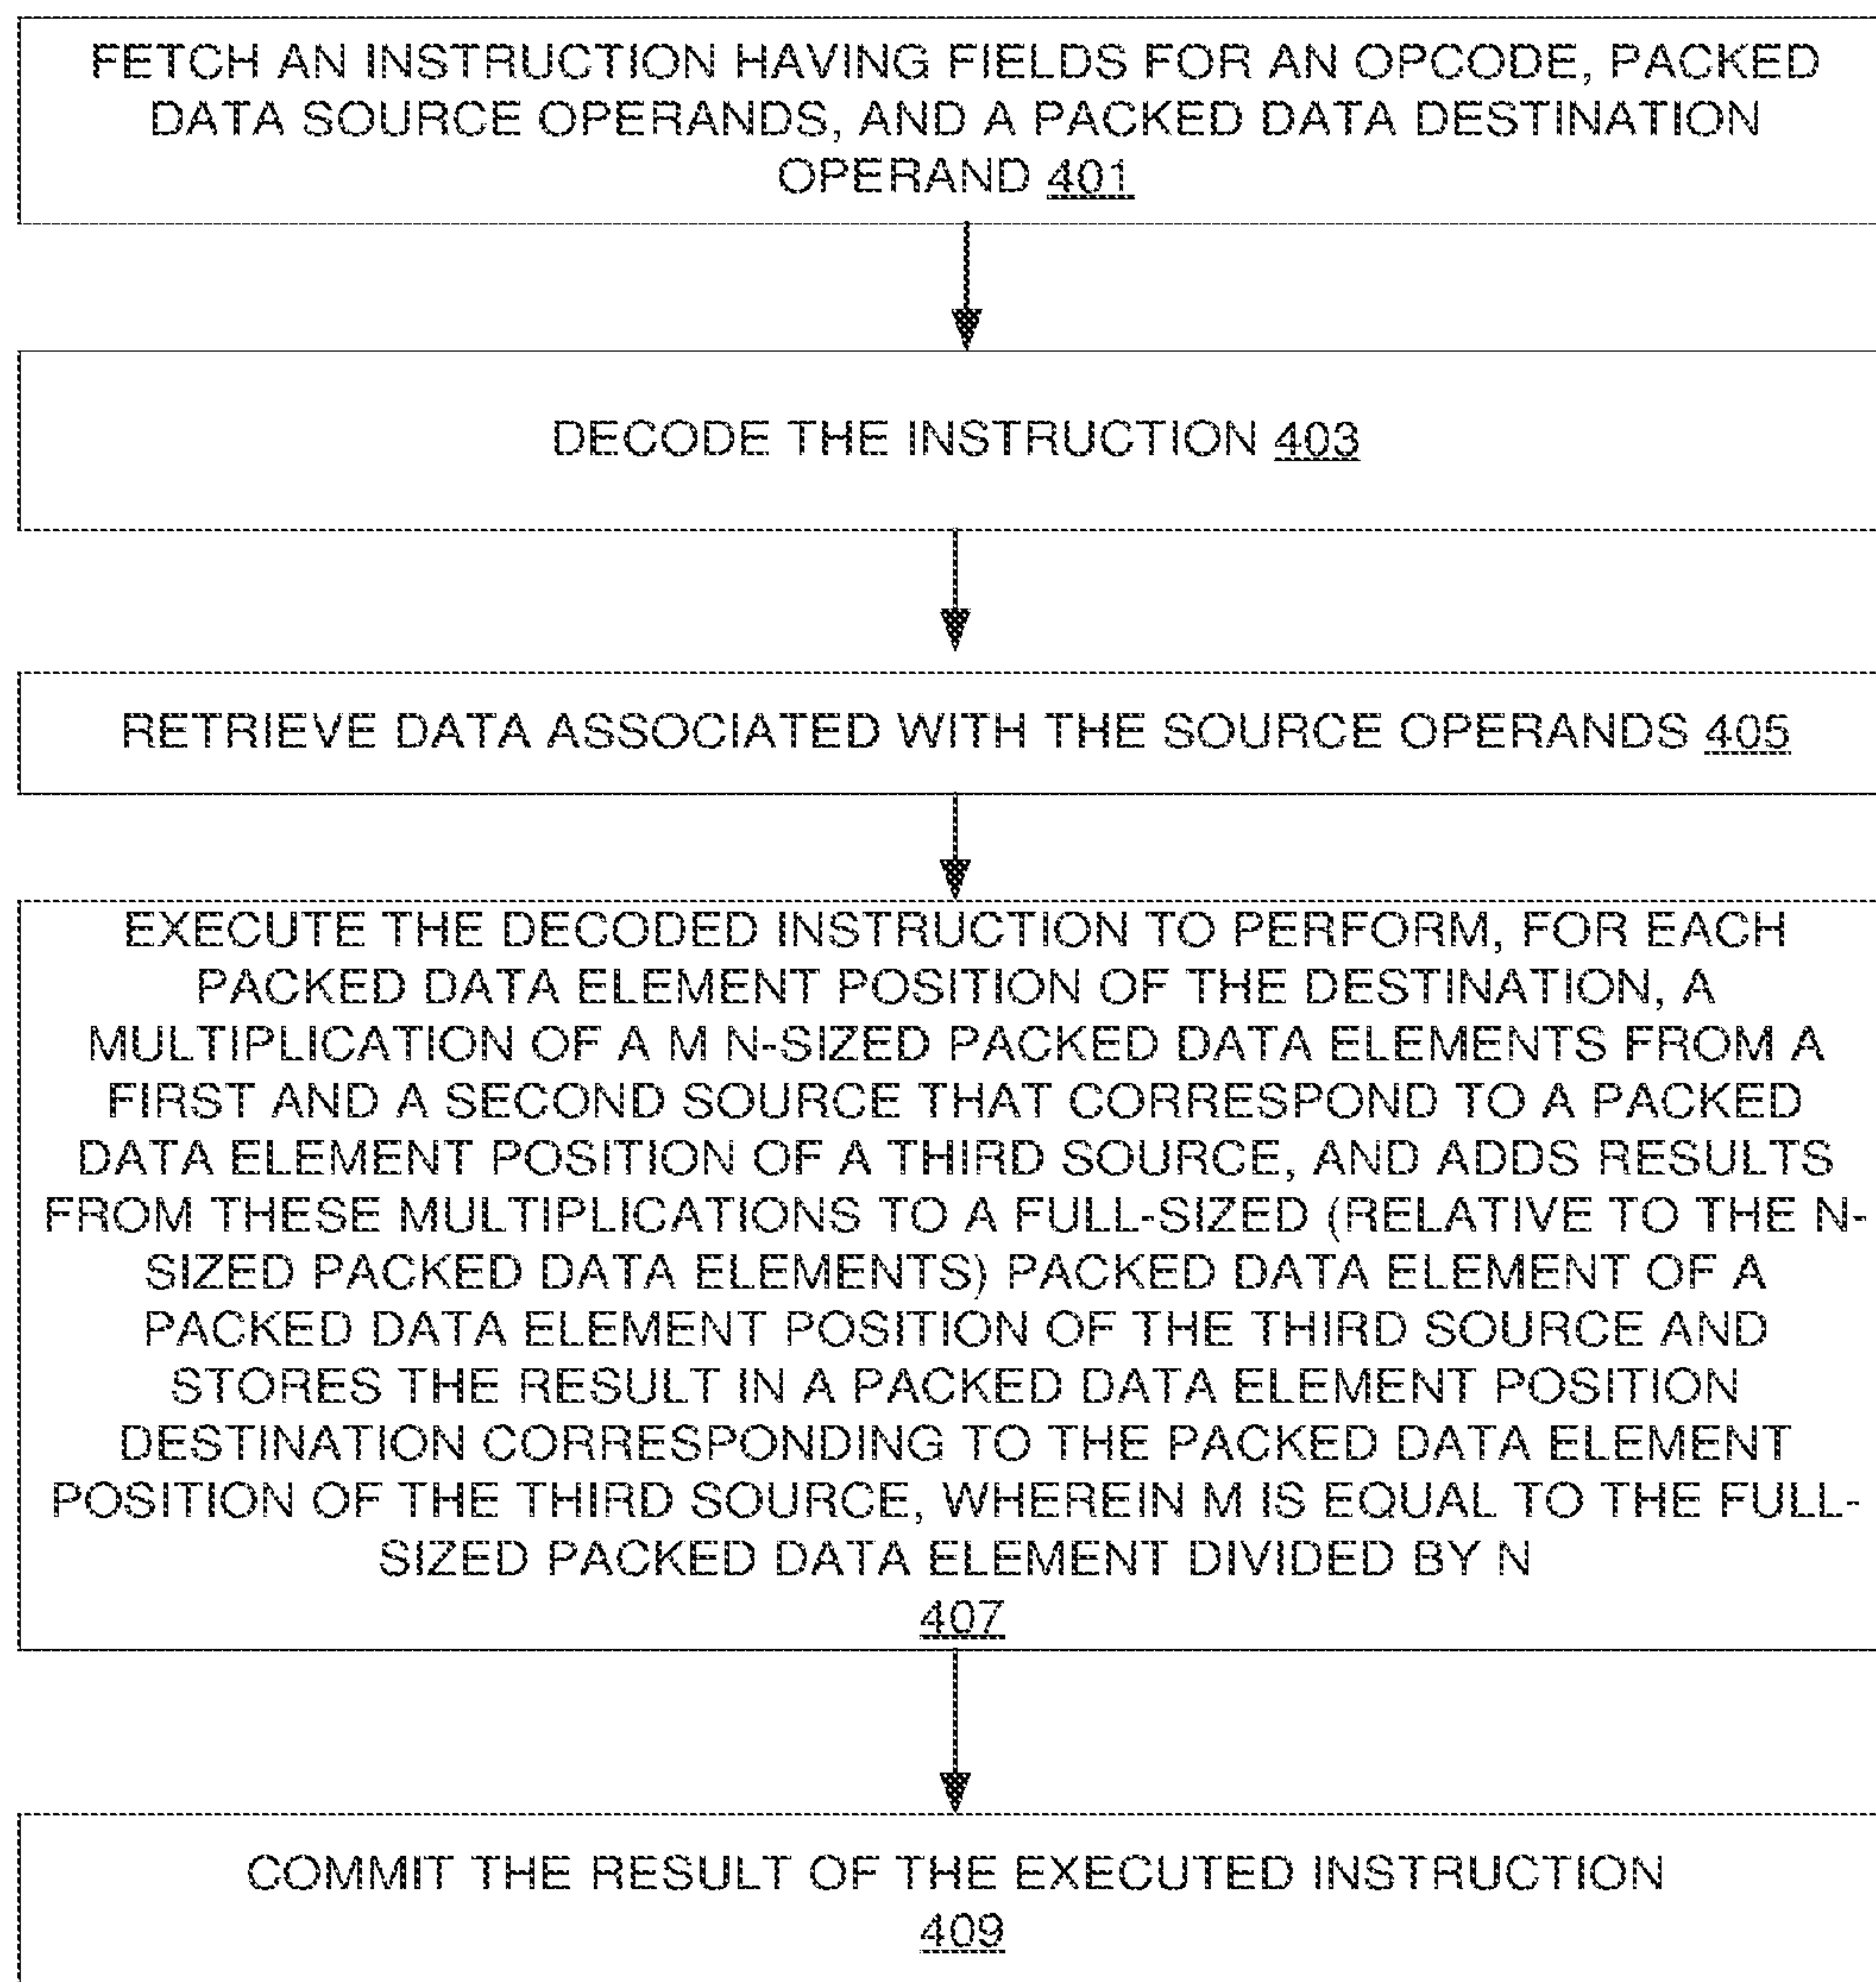 FETCH AN INSTRUCTION HAVING FIELDS FOR AN OPCODE, PACKED
DATA SOURCE OPERANDS, AND A PACKED DATA DESTINATION
OPERAND 401
DECODE THE INSTRUCTION 403
RETRIEVE DATA ASSOCIATED WITH THE SOURCE OPERANDS 405
EXECUTE THE DECODED INSTRUCTION TO PERFORM, FOR EACH
PACKED DATA ELEMENT POSITION OF THE DESTINATION, A
MULTIPLICATION OF A M N-SIZED PACKED DATA ELEMENTS FROM A
FIRST AND A SECOND SOURCE THAT CORRESPOND TO A PACKED
DATA ELEMENT POSITION OF A THIRD SOURCE, AND ADDS RESULTS
FROM THESE MULTIPLICATIONS TO A FULL-SIZED (RELATIVE TO THE N-
SIZED PACKED DATA ELEMENTS) PACKED DATA ELEMENT OF A
PACKED DATA ELEMENT POSITION OF THE THIRD SOURCE AND
STORES THE RESULT IN A PACKED DATA ELEMENT POSITION
DESTINATION CORRESPONDING TO THE PACKED DATA ELEMENT
POSITION OF THE THIRD SOURCE, WHEREIN M IS EQUAL TO THE FULL-
SIZED PACKED DATA ELEMENT DIVIDED BY N
407
COMMIT THE RESULT OF THE EXECUTED INSTRUCTION
409